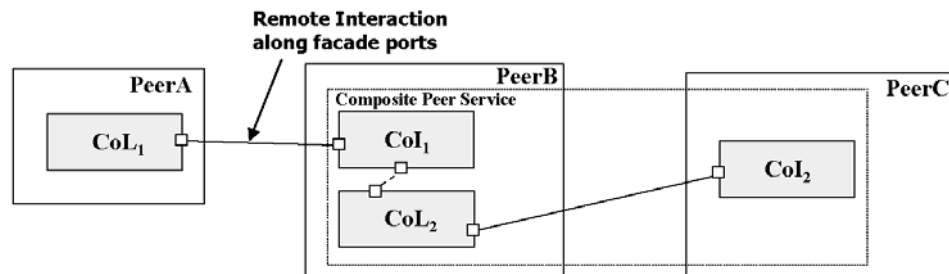 Remote Interaction
along facade ports
PeerA
PeerB
PeerC
Composite Peer Service
CoL₁
CoI₁
CoI₂
CoL₂